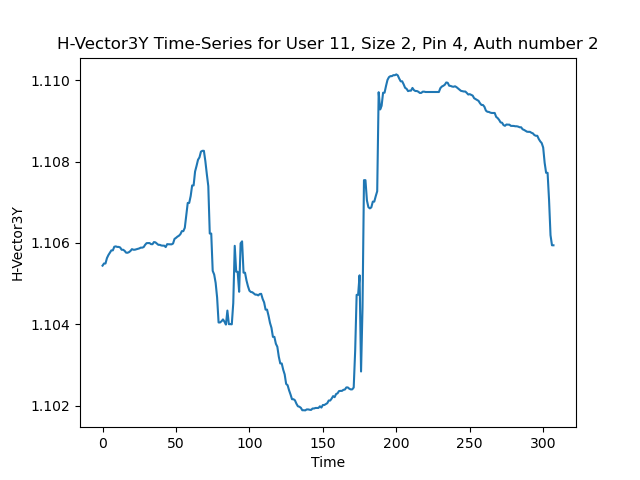 H-Vector3Y Time-Series for User 11, Size 2, Pin 4, Auth number 2
1.110
1.108
1.106
1.104
1.102
H-Vector3Y
0 50 100 150 200 250 300
Time